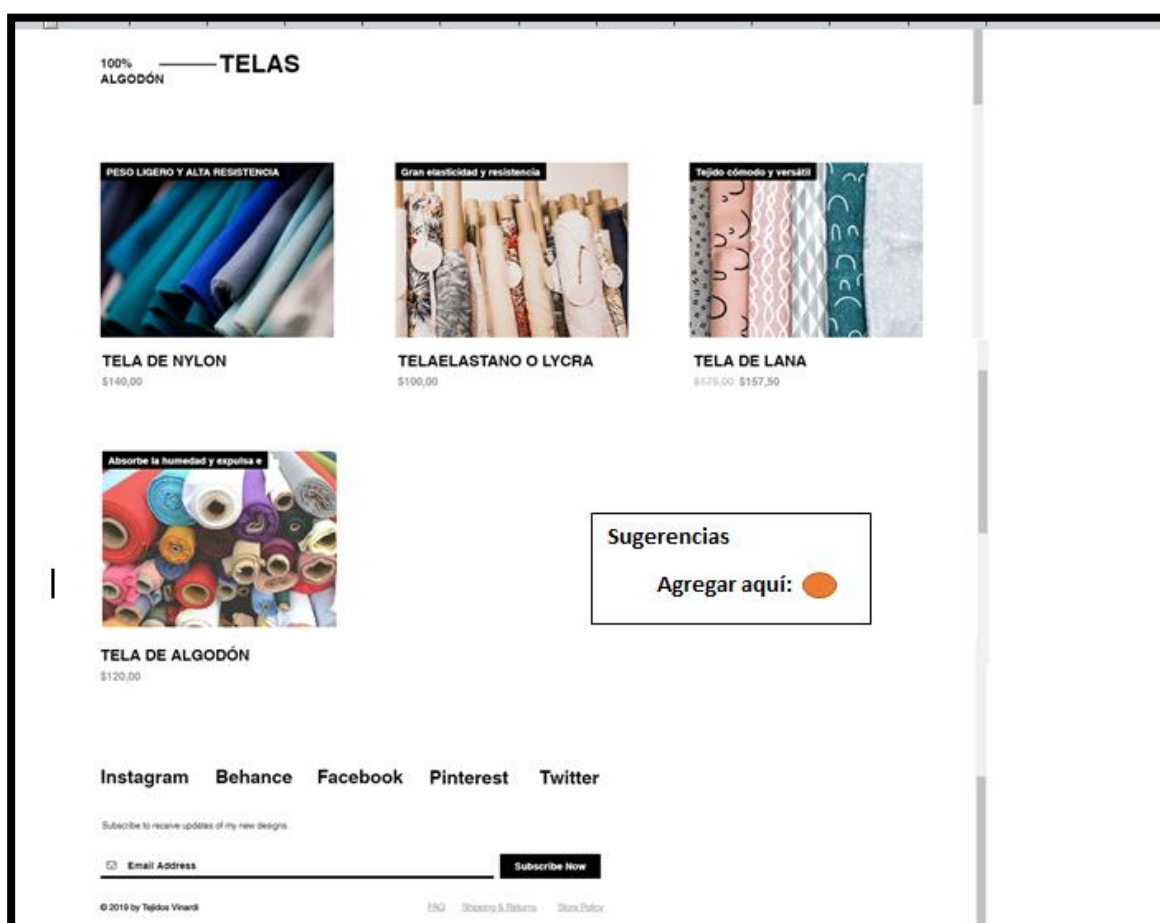 100%
ALGODÓN
TELAS
PESO LIGERO Y ALTA RESISTENCIA
Gran elasticidad y resistencia
Tejido cómodo y versátil
TELA DE NYLON
$140,00
TELAELASTANO O LYCRA
$100,00
TELA DE LANA
$175,00 $157,50
Absorbe la humedad y expulsa e
TELA DE ALGODÓN
$120,00
Sugerencias
Agregar aquí:
Instagram Behance Facebook Pinterest Twitter
Subscribe to receive updates of my new designs
Email Address
Subscribe Now
© 2019 by Tejidos Vinardi
FAQ Shipping & Returns Store Policy